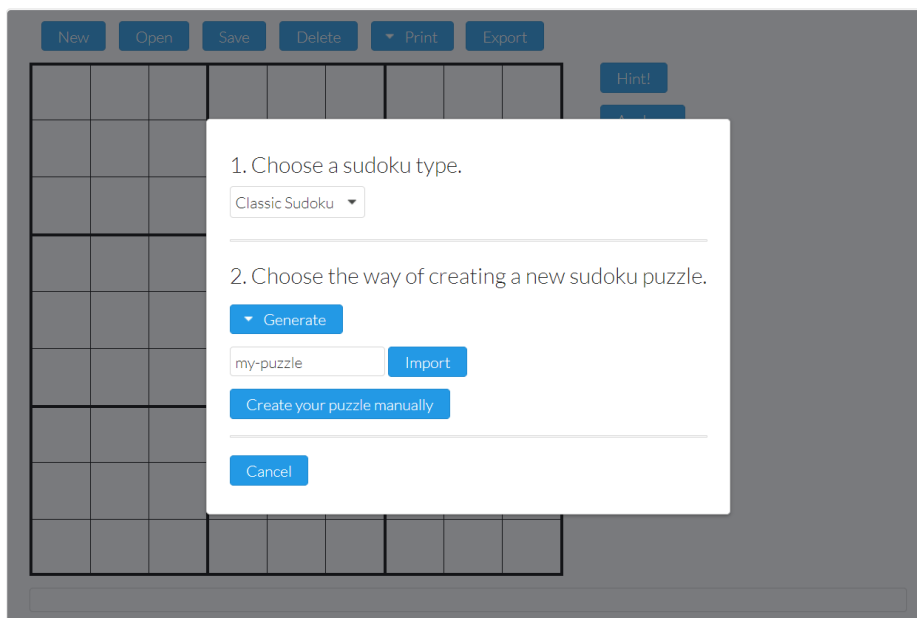 New Open Save Delete Print Export
Hint!
1. Choose a sudoku type.
Classic Sudoku
2. Choose the way of creating a new sudoku puzzle.
Generate
my-puzzle Import
Create your puzzle manually
Cancel